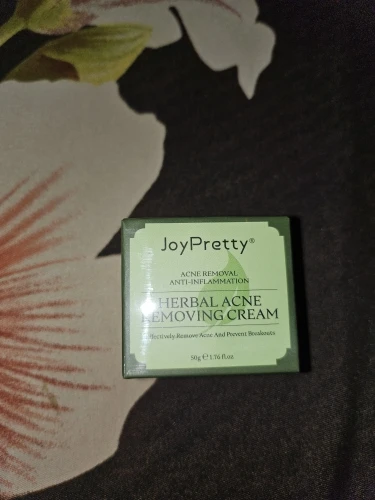 JoyPretty®
ACNE REMOVAL
ANTI-INFLAMMATION
HERBAL ACNE
REMOVING CREAM
Effectively Remove Acne And Prevent Breakouts
50g ℮ 1.76 fl.oz